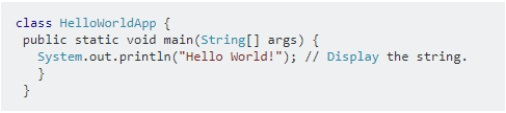 class HelloWorldApp {
public static void main(String[] args) {
System.out.println("Hello World!"); // Display the string.
}
}